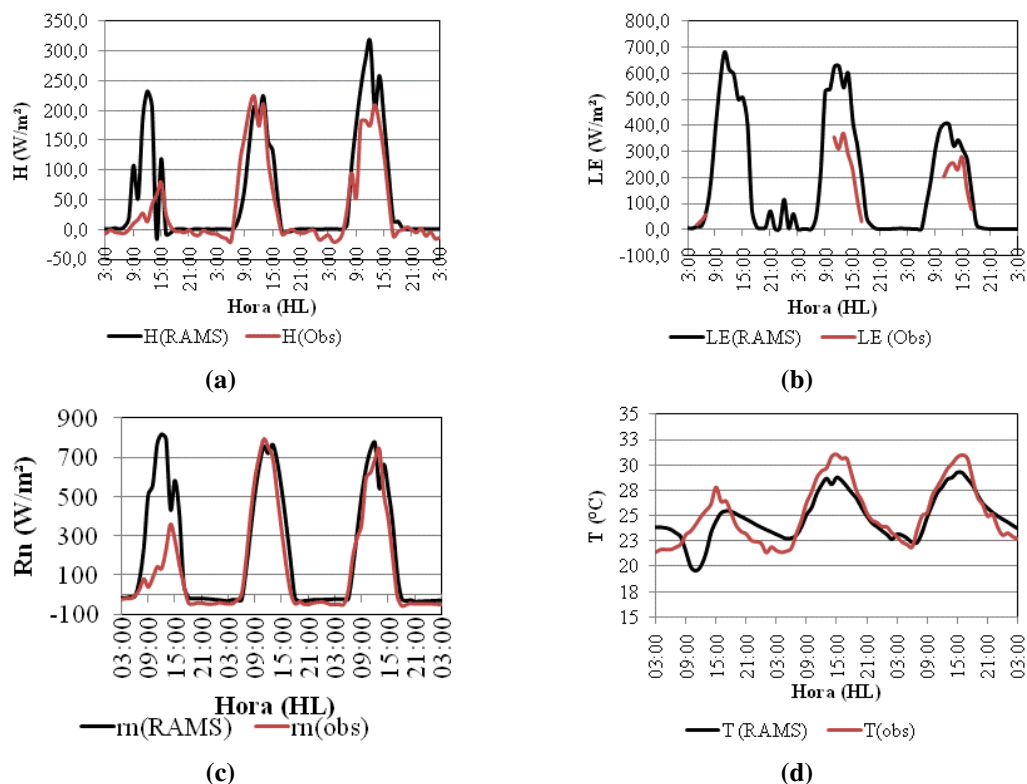 350,0
300,0
250,0
200,0
150,0
100,0
50,0
0,0
-50,0
H (W/m²)
3:00 9:00 15:00 21:00 3:00 9:00 15:00 21:00 3:00 9:00 15:00 21:00 3:00
Hora (HL)
H(RAMS) H(Obs)
(a)
800,0
700,0
600,0
500,0
400,0
300,0
200,0
100,0
0,0
-100,0
LE (W/m²)
3:00 9:00 15:00 21:00 3:00 9:00 15:00 21:00 3:00 9:00 15:00 21:00 3:00
Hora (HL)
LE(RAMS) LE (Obs)
(b)
900
700
500
300
100
-100
Rn (W/m²)
03:00 09:00 15:00 21:00 03:00 09:00 15:00 21:00 03:00 09:00 15:00 21:00 03:00
Hora (HL)
rn(RAMS) rn(obs)
(c)
35
33
30
28
25
23
20
18
15
T (ºC)
03:00 09:00 15:00 21:00 03:00 09:00 15:00 21:00 03:00 09:00 15:00 21:00 03:00
Hora (HL)
T (RAMS) T(obs)
(d)